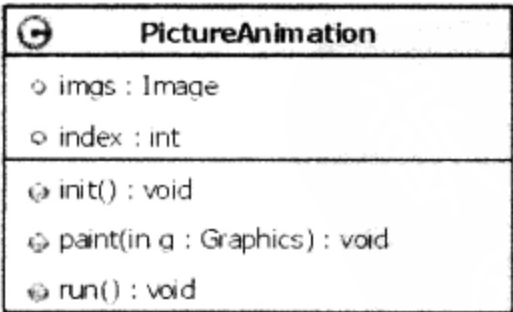 PictureAnimation
imgs : Image
index : int
init() : void
paint(in g : Graphics) : void
run() : void